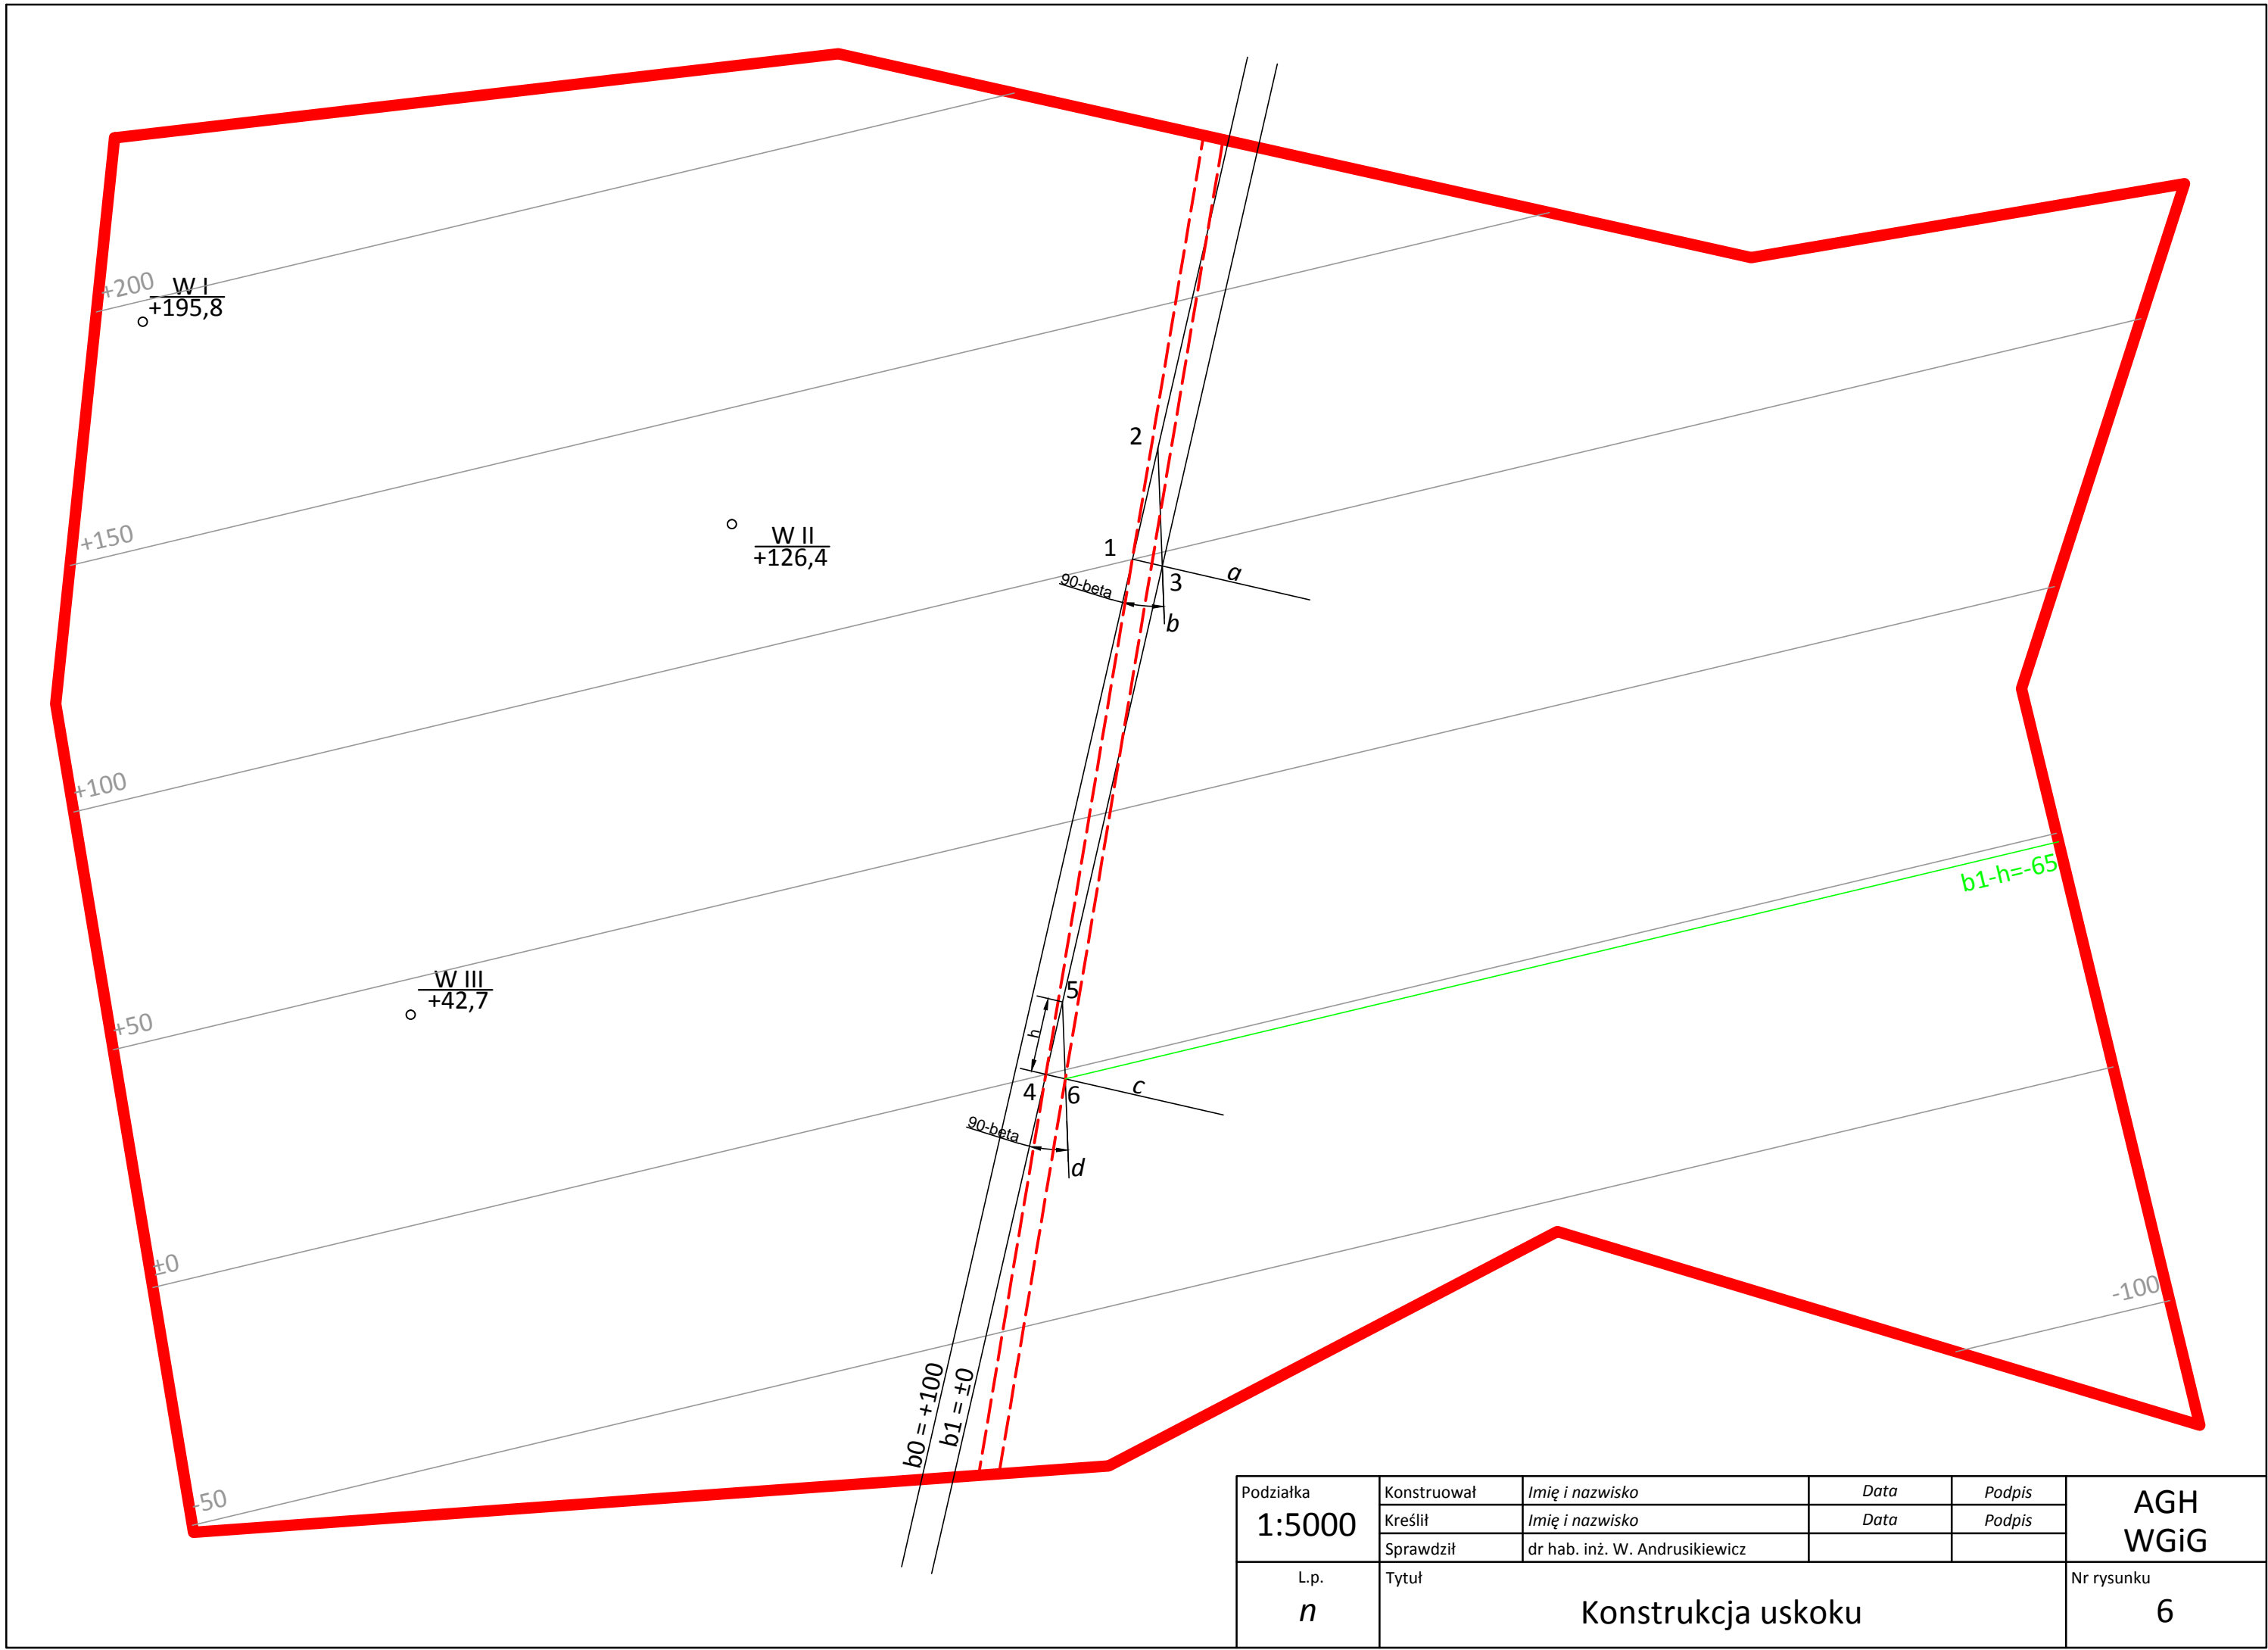 +200
W I
+195,8
+150
W II
+126,4
+100
W III
+42,7
+50
±0
-50
-100
2
1
3
a
90-beta
b
b1-h=-65
5
h
4
6
c
90-beta
d
b0 = +100
b1 = ±0
Podziałka
1:5000
Konstruował
Imię i nazwisko
Data
Podpis
Kreślił
Imię i nazwisko
Data
Podpis
Sprawdził
dr hab. inż. W. Andrusikiewicz
AGH
WGiG
L.p.
n
Tytuł
Konstrukcja uskoku
Nr rysunku
6